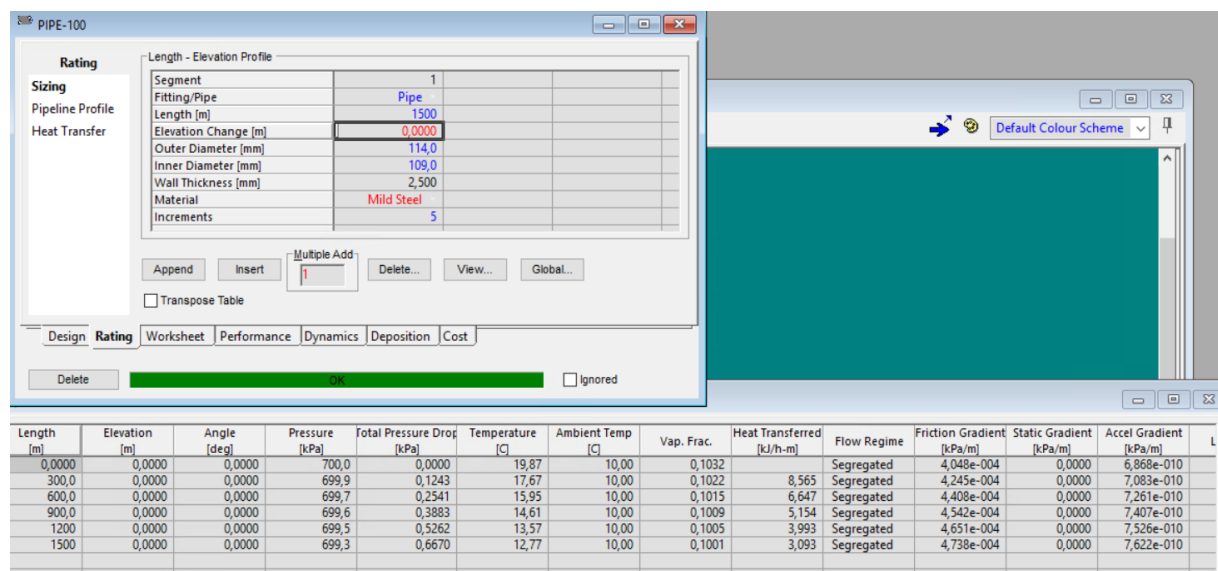 PIPE-100
Rating
Sizing
Pipeline Profile
Heat Transfer
Length - Elevation Profile
Segment 1
Fitting/Pipe Pipe
Length [m] 1500
Elevation Change [m] 0,0000
Outer Diameter [mm] 114,0
Inner Diameter [mm] 109,0
Wall Thickness [mm] 2,500
Material Mild Steel
Increments 5
Append Insert Multiple Add 1 Delete... View... Global...
Transpose Table
Design Rating Worksheet Performance Dynamics Deposition Cost
Delete OK Ignored
Default Colour Scheme
Length Elevation Angle Pressure Total Pressure Drop Temperature Ambient Temp Vap. Frac. Heat Transferred Flow Regime Friction Gradient Static Gradient Accel Gradient L
[m] [m] [deg] [kPa] [kPa] [C] [C] [kJ/h-m] [kPa/m] [kPa/m] [kPa/m]
0,0000 0,0000 0,0000 700,0 0,0000 19,87 10,00 0,1032 Segregated 4,048e-004 0,0000 6,868e-010
300,0 0,0000 0,0000 699,9 0,1243 17,67 10,00 0,1022 8,565 Segregated 4,245e-004 0,0000 7,083e-010
600,0 0,0000 0,0000 699,7 0,2541 15,95 10,00 0,1015 6,647 Segregated 4,408e-004 0,0000 7,261e-010
900,0 0,0000 0,0000 699,6 0,3883 14,61 10,00 0,1009 5,154 Segregated 4,542e-004 0,0000 7,407e-010
1200 0,0000 0,0000 699,5 0,5262 13,57 10,00 0,1005 3,993 Segregated 4,651e-004 0,0000 7,526e-010
1500 0,0000 0,0000 699,3 0,6670 12,77 10,00 0,1001 3,093 Segregated 4,738e-004 0,0000 7,622e-010